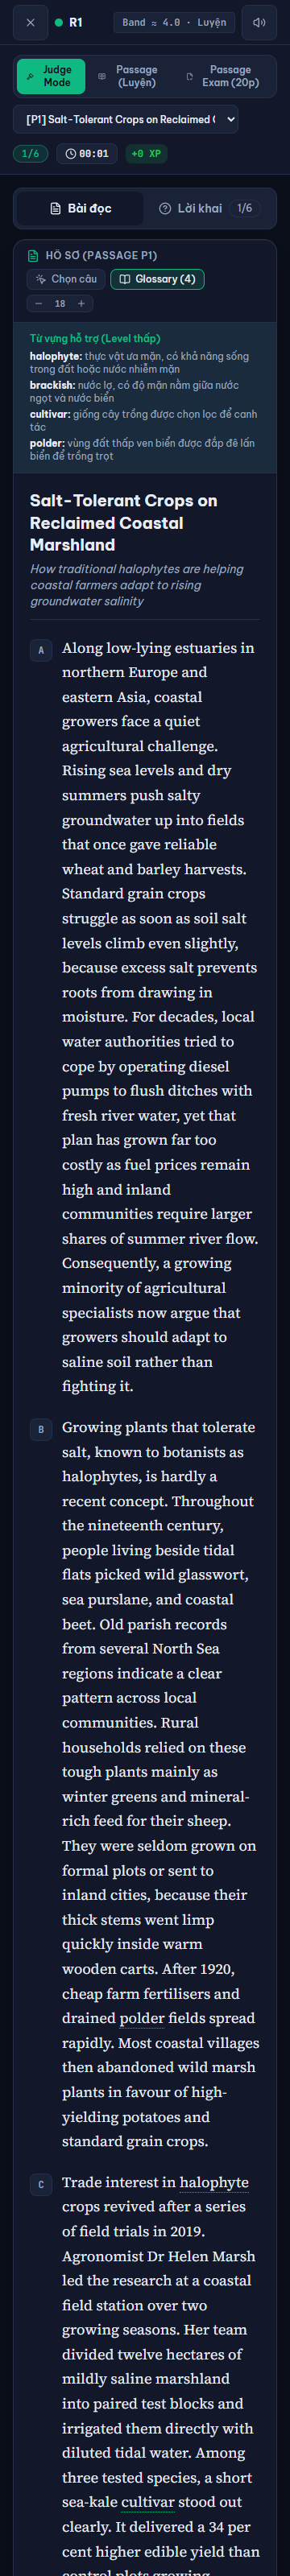 R1
Band ≈ 4.0 · Luyện
Judge
Mode
Passage
(Luyện)
Passage
Exam (20p)
[P1] Salt-Tolerant Crops on Reclaimed
1/6
00:01
+0 XP
Bài đọc
Lời khai
1/6
HỒ SƠ (PASSAGE P1)
Chọn câu
Glossary (4)
− 18 +
Từ vựng hỗ trợ (Level thấp)
halophyte: thực vật ưa mặn, có khả năng sống
trong đất hoặc nước nhiễm mặn
brackish: nước lợ, có độ mặn nằm giữa nước
ngọt và nước biển
cultivar: giống cây trồng được chọn lọc để canh
tác
polder: vùng đất thấp ven biển được đắp đê lấn
biển để trồng trọt
Salt-Tolerant Crops on
Reclaimed Coastal
Marshland
How traditional halophytes are helping
coastal farmers adapt to rising
groundwater salinity
A
Along low-lying estuaries in
northern Europe and
eastern Asia, coastal
growers face a quiet
agricultural challenge.
Rising sea levels and dry
summers push salty
groundwater up into fields
that once gave reliable
wheat and barley harvests.
Standard grain crops
struggle as soon as soil salt
levels climb even slightly,
because excess salt prevents
roots from drawing in
moisture. For decades, local
water authorities tried to
cope by operating diesel
pumps to flush ditches with
fresh river water, yet that
plan has grown far too
costly as fuel prices remain
high and inland
communities require larger
shares of summer river flow.
Consequently, a growing
minority of agricultural
specialists now argue that
growers should adapt to
saline soil rather than
fighting it.
B
Growing plants that tolerate
salt, known to botanists as
halophytes, is hardly a
recent concept. Throughout
the nineteenth century,
people living beside tidal
flats picked wild glasswort,
sea purslane, and coastal
beet. Old parish records
from several North Sea
regions indicate a clear
pattern across local
communities. Rural
households relied on these
tough plants mainly as
winter greens and mineral-
rich feed for their sheep.
They were seldom grown on
formal plots or sent to
inland cities, because their
thick stems went limp
quickly inside warm
wooden carts. After 1920,
cheap farm fertilisers and
drained polder fields spread
rapidly. Most coastal villages
then abandoned wild marsh
plants in favour of high-
yielding potatoes and
standard grain crops.
C
Trade interest in halophyte
crops revived after a series
of field trials in 2019.
Agronomist Dr Helen Marsh
led the research at a coastal
field station over two
growing seasons. Her team
divided twelve hectares of
mildly saline marshland
into paired test blocks and
irrigated them directly with
diluted tidal water. Among
three tested species, a short
sea-kale cultivar stood out
clearly. It delivered a 34 per
cent higher edible yield than
control plots growing